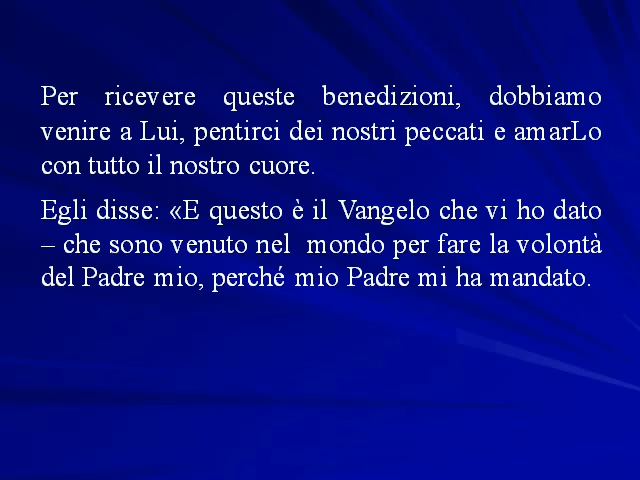 Per ricevere queste benedizioni, dobbiamo
venire a Lui, pentirci dei nostri peccati e amarLo
con tutto il nostro cuore.
Egli disse: «E questo è il Vangelo che vi ho dato
– che sono venuto nel mondo per fare la volontà
del Padre mio, perché mio Padre mi ha mandato.